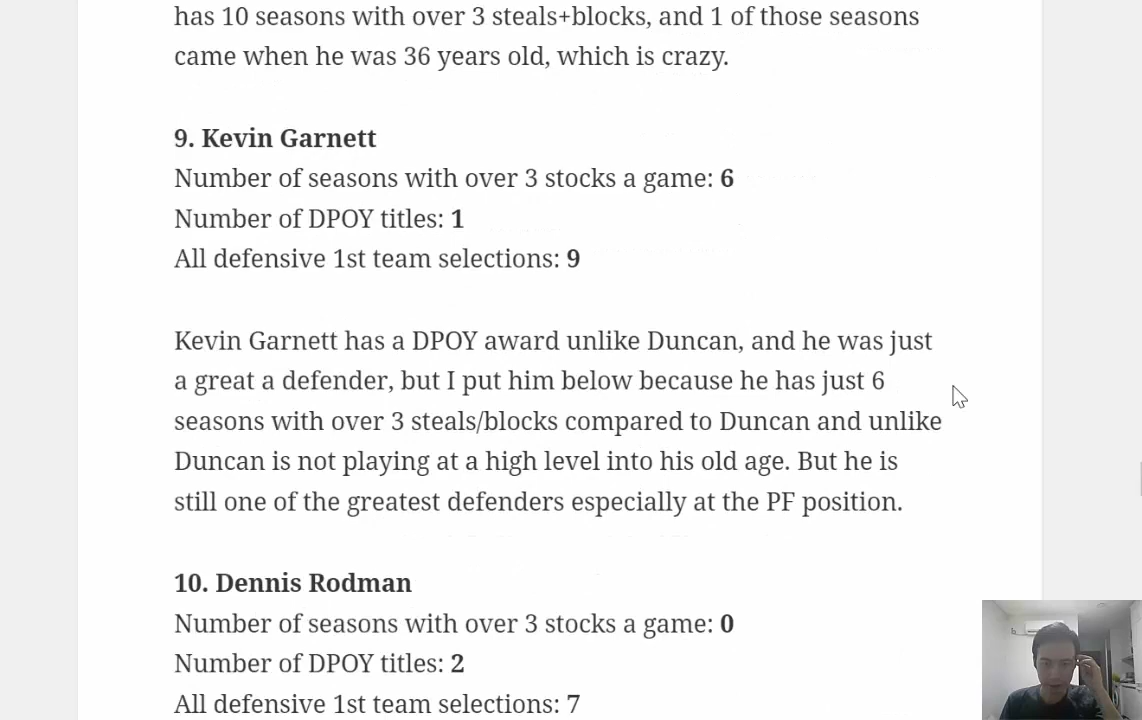 has 10 seasons with over 3 steals+blocks, and 1 of those seasons
came when he was 36 years old, which is crazy.
9. Kevin Garnett
Number of seasons with over 3 stocks a game: 6
Number of DPOY titles: 1
All defensive 1st team selections: 9
Kevin Garnett has a DPOY award unlike Duncan, and he was just
a great a defender, but I put him below because he has just 6
seasons with over 3 steals/blocks compared to Duncan and unlike
Duncan is not playing at a high level into his old age. But he is
still one of the greatest defenders especially at the PF position.
10. Dennis Rodman
Number of seasons with over 3 stocks a game: 0
Number of DPOY titles: 2
All defensive 1st team selections: 7